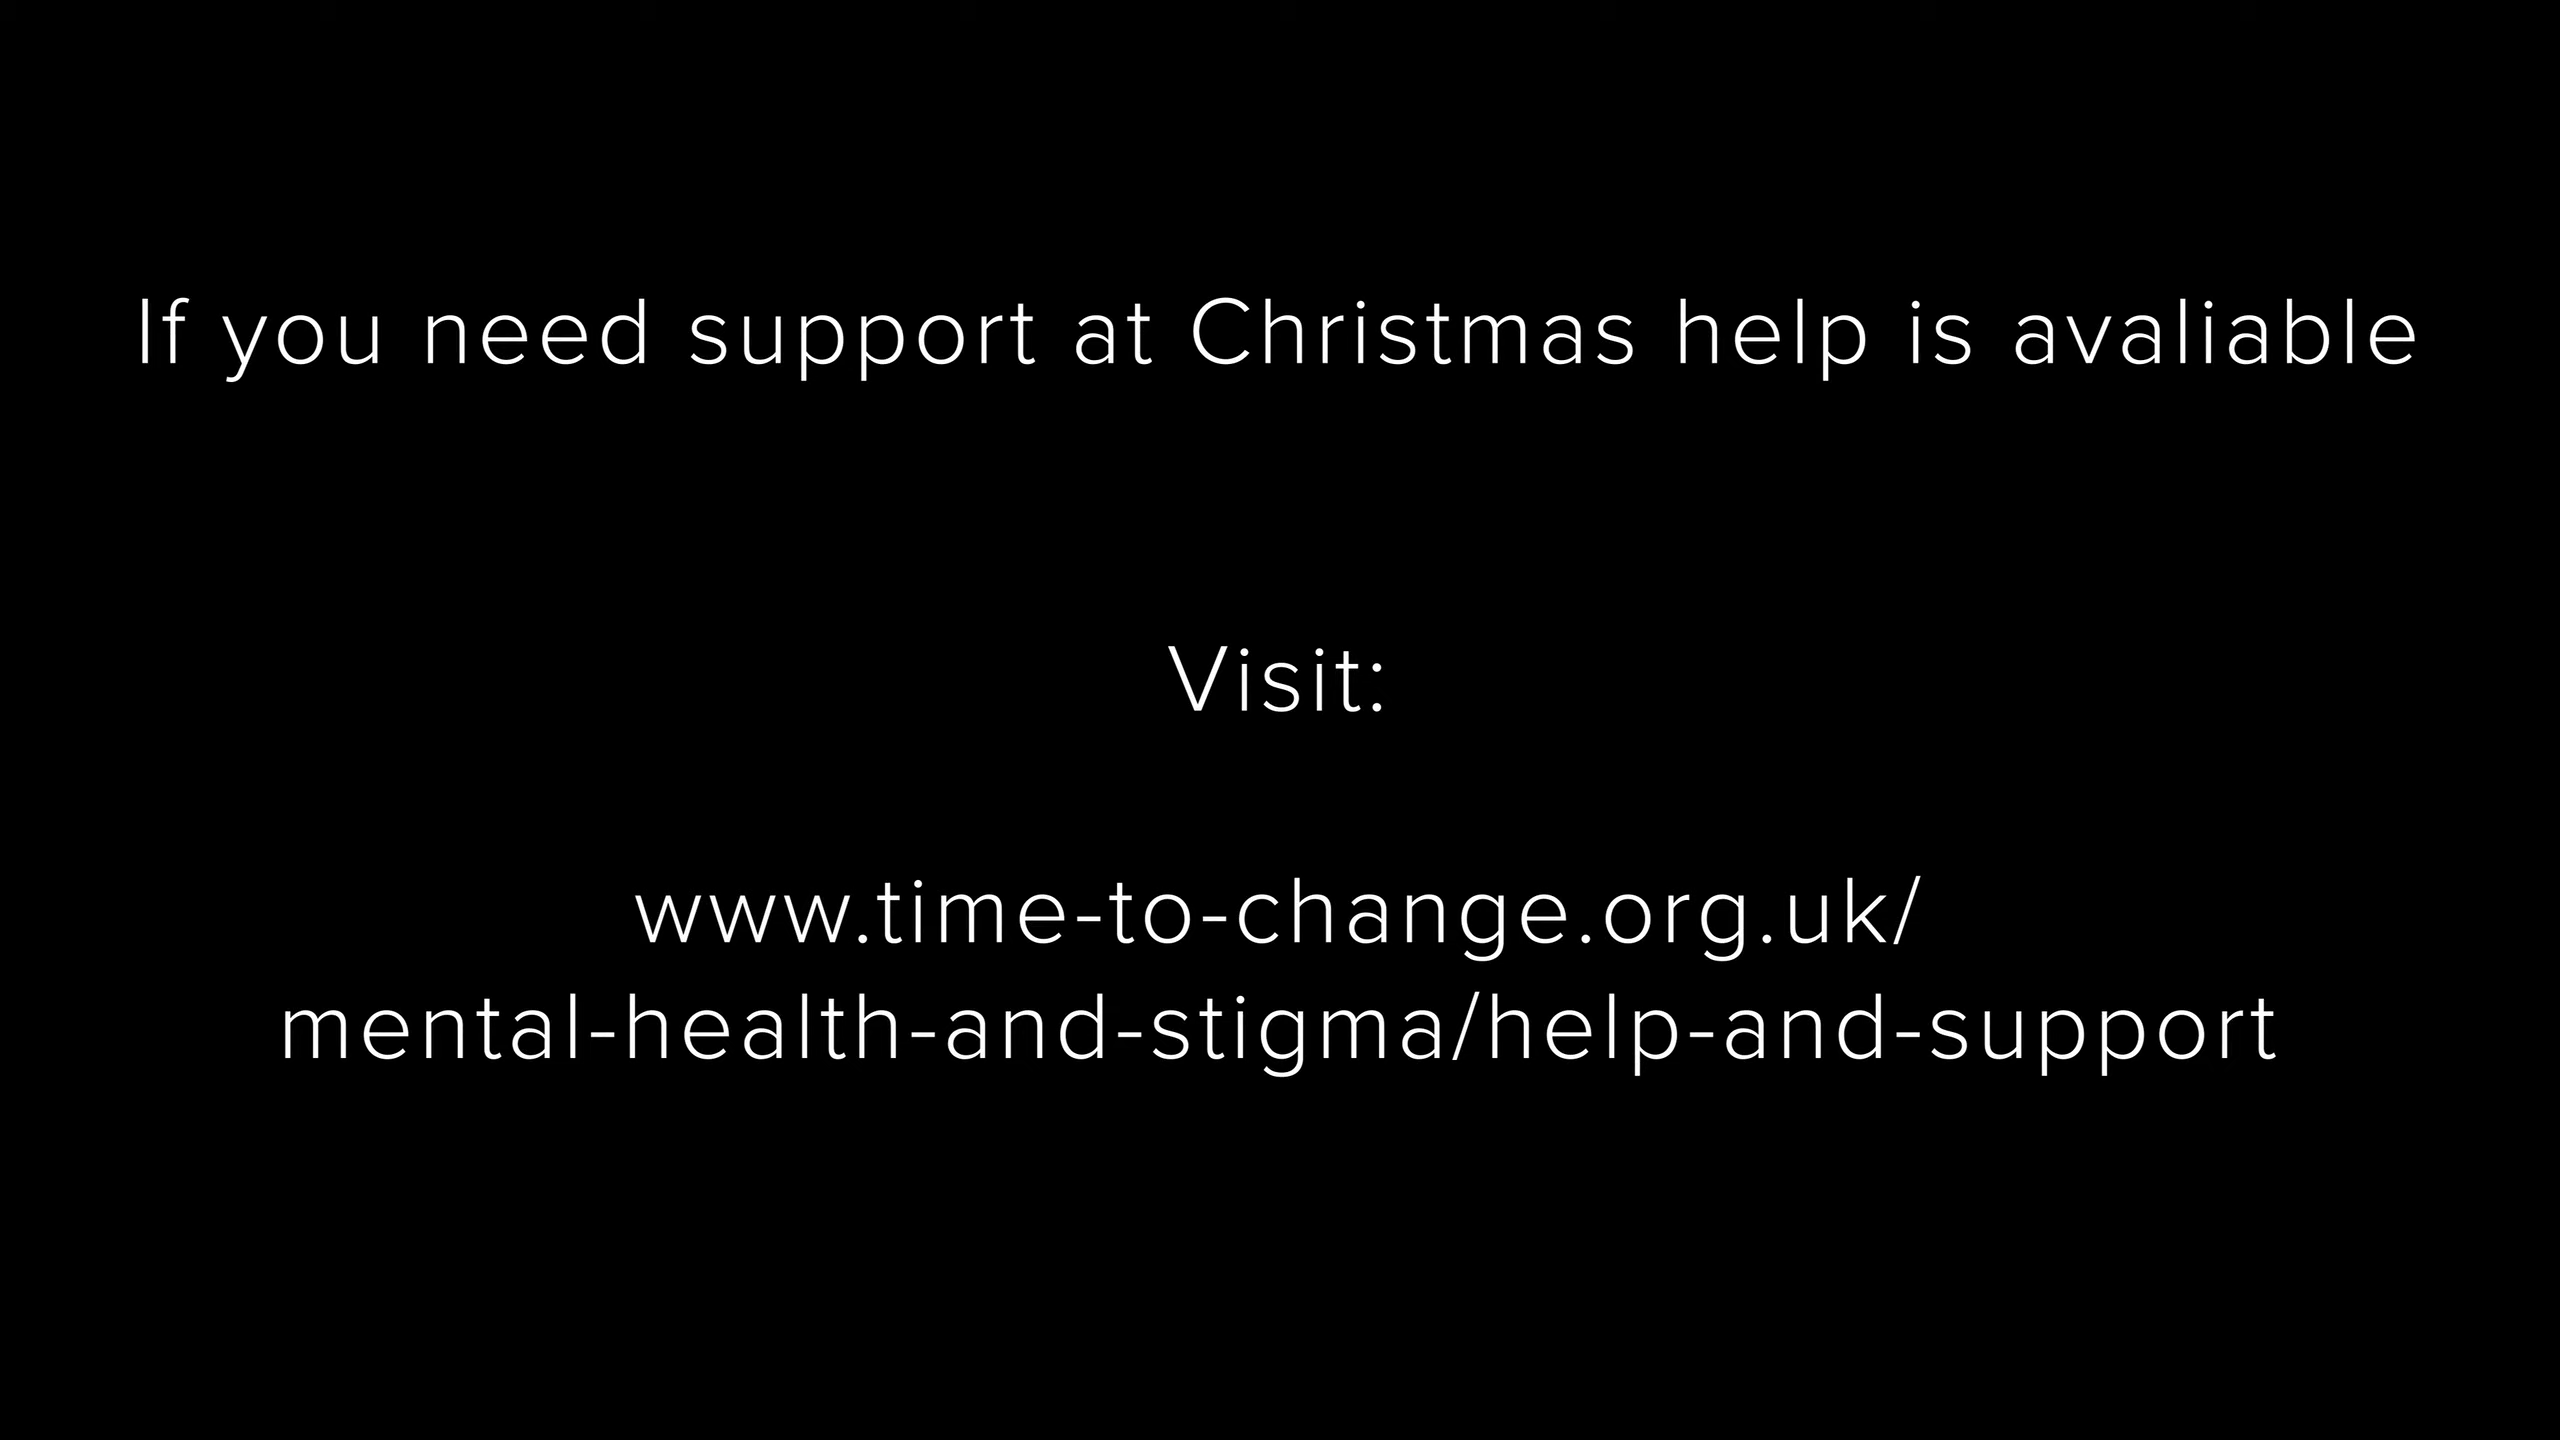 If you need support at Christmas help is avaliable
Visit:
www.time-to-change.org.uk/
mental-health-and-stigma/help-and-support